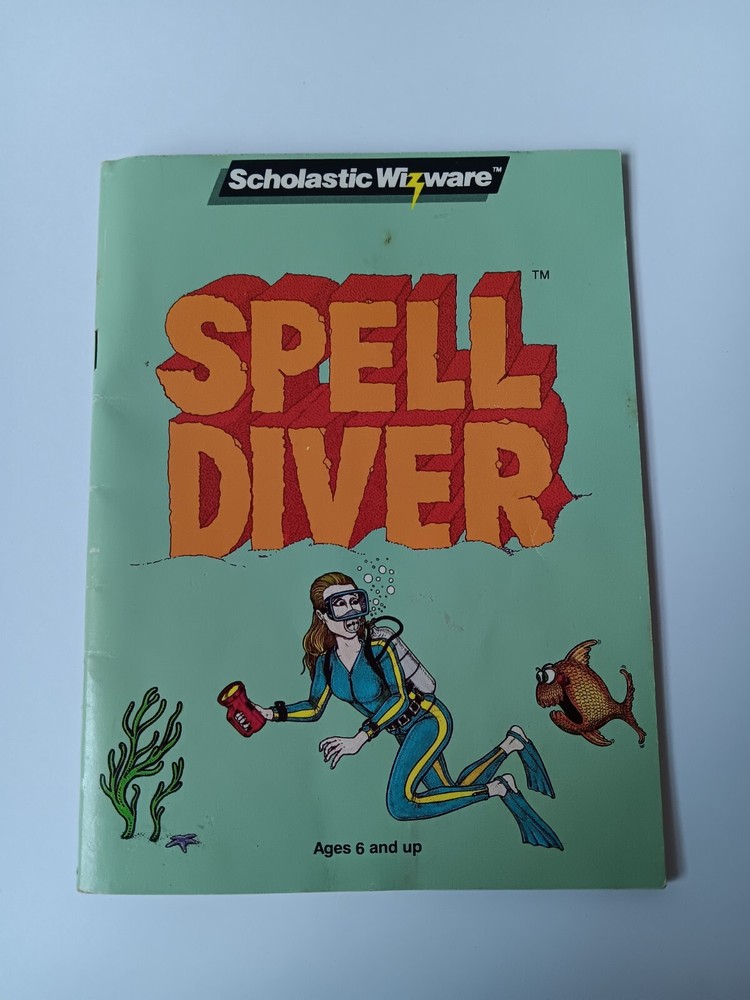 Scholastic Wizware™
SPELL™
DIVER
Ages 6 and up